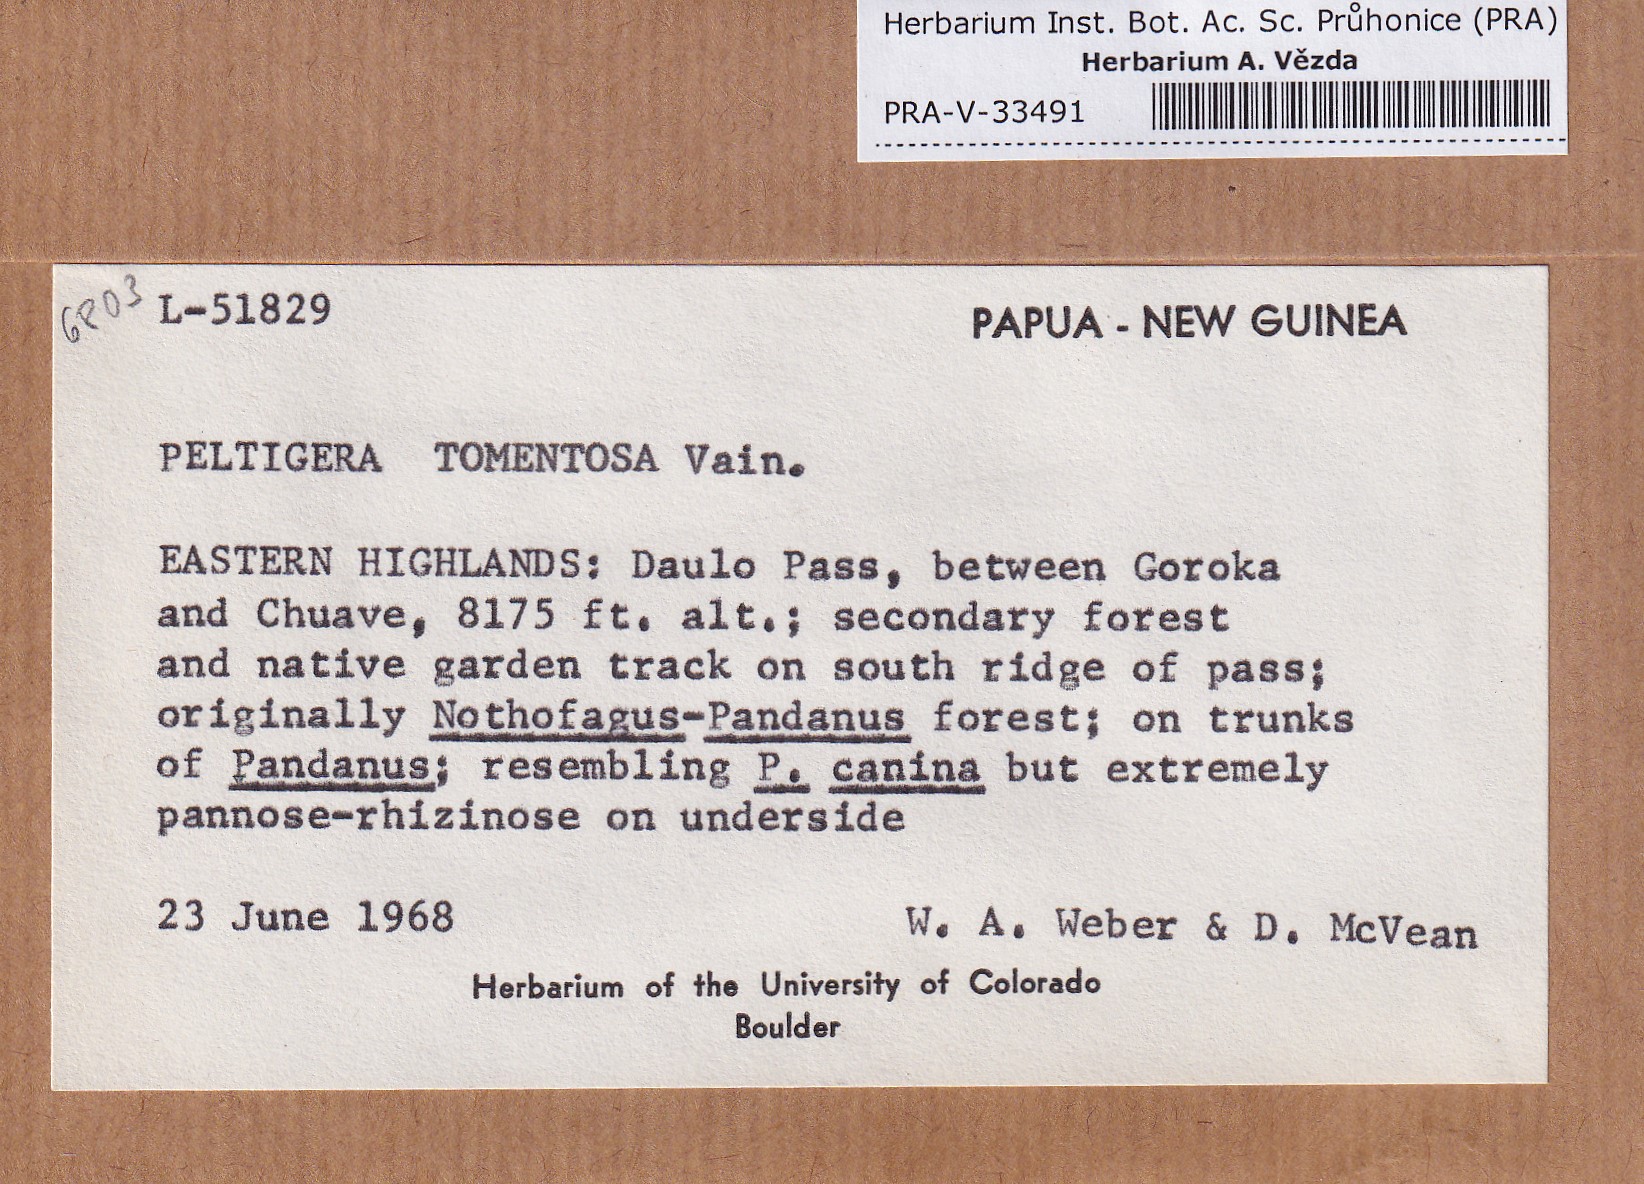 Herbarium Inst. Bot. Ac. Sc. Průhonice (PRA)
Herbarium A. Vězda
PRA-V-33491
L-51829
PAPUA - NEW GUINEA
PELTIGERA TOMENTOSA Vain.
EASTERN HIGHLANDS: Daulo Pass, between Goroka
and Chuave, 8175 ft. alt.; secondary forest
and native garden track on south ridge of pass;
originally Nothofagus-Pandanus forest; on trunks
of Pandanus; resembling P. canina but extremely
pannose-rhizinose on underside
23 June 1968
W. A. Weber & D. McVean
Herbarium of the University of Colorado
Boulder